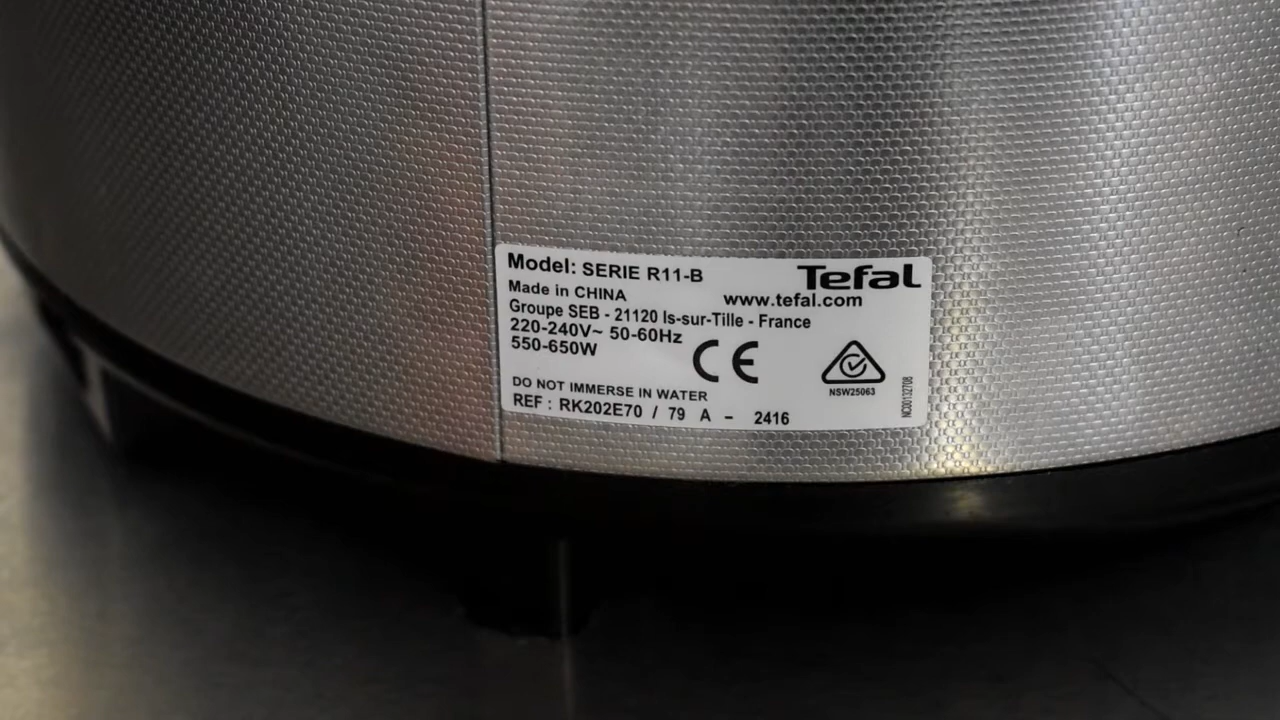 Model: SERIE R11-B
Tefal
Made in CHINA
www.tefal.com
Groupe SEB - 21120 Is-sur-Tille - France
220-240V~ 50-60Hz
550-650W
CE
NSW25063
NC00132708
DO NOT IMMERSE IN WATER
REF : RK202E70 / 79 A - 2416